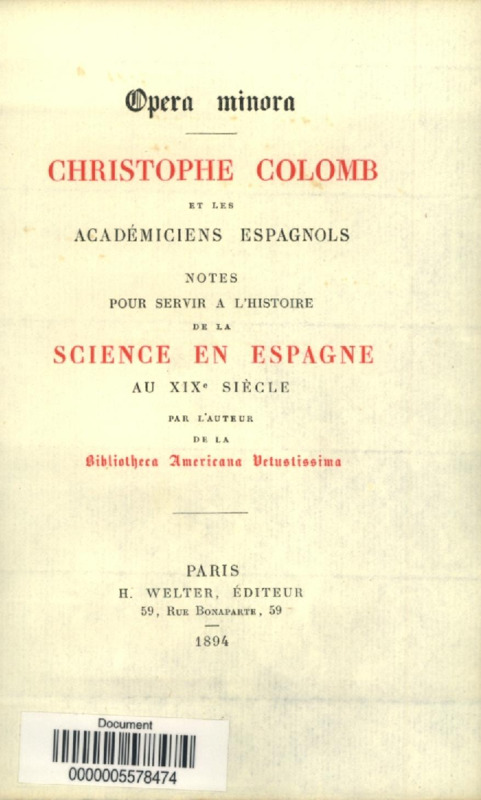 Opera minora
CHRISTOPHE COLOMB
ET LES
ACADÉMICIENS ESPAGNOLS
NOTES
POUR SERVIR A L'HISTOIRE
DE LA
SCIENCE EN ESPAGNE
AU XIXe SIÈCLE
PAR L'AUTEUR
DE LA
Bibliotheca Americana Vetustissima
PARIS
H. WELTER, ÉDITEUR
59, RUE BONAPARTE, 59
1894
Document
0000005578474